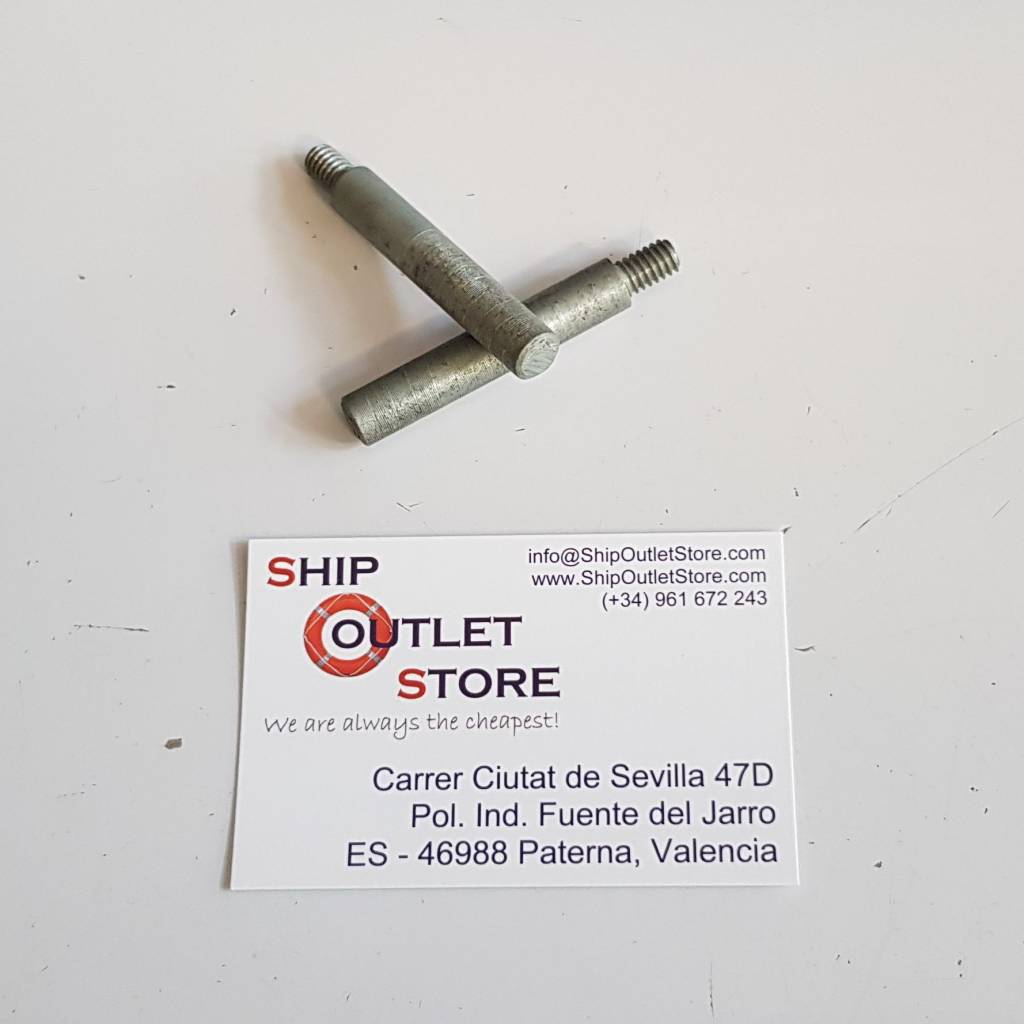 SHIP
OUTLET
STORE
We are always the cheapest!
info@ShipOutletStore.com
www.ShipOutletStore.com
(+34) 961 672 243
Carrer Ciutat de Sevilla 47D
Pol. Ind. Fuente del Jarro
ES - 46988 Paterna, Valencia